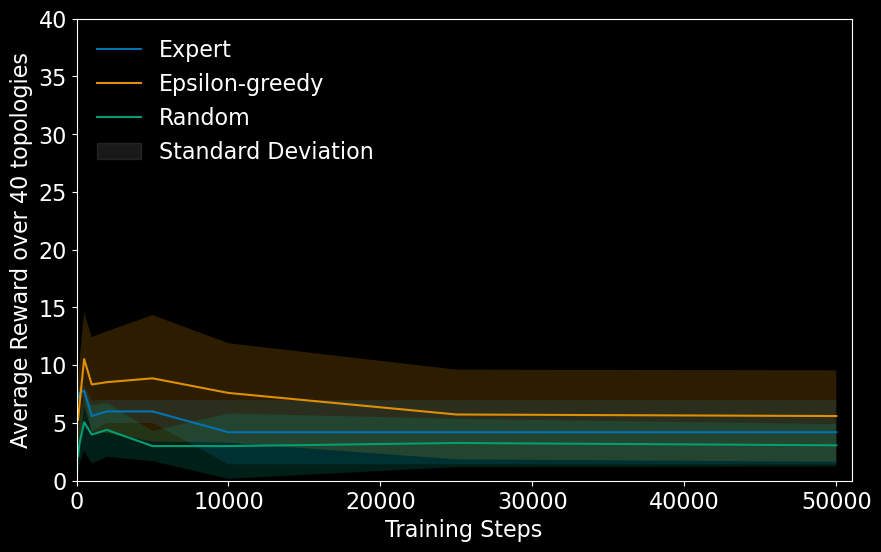 Average Reward over 40 topologies
40
35
30
25
20
15
10
5
0
Expert
Epsilon-greedy
Random
Standard Deviation
0 10000 20000 30000 40000 50000
Training Steps